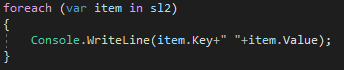 foreach (var item in sl2)
{
    Console.WriteLine(item.Key+" "+item.Value);
}